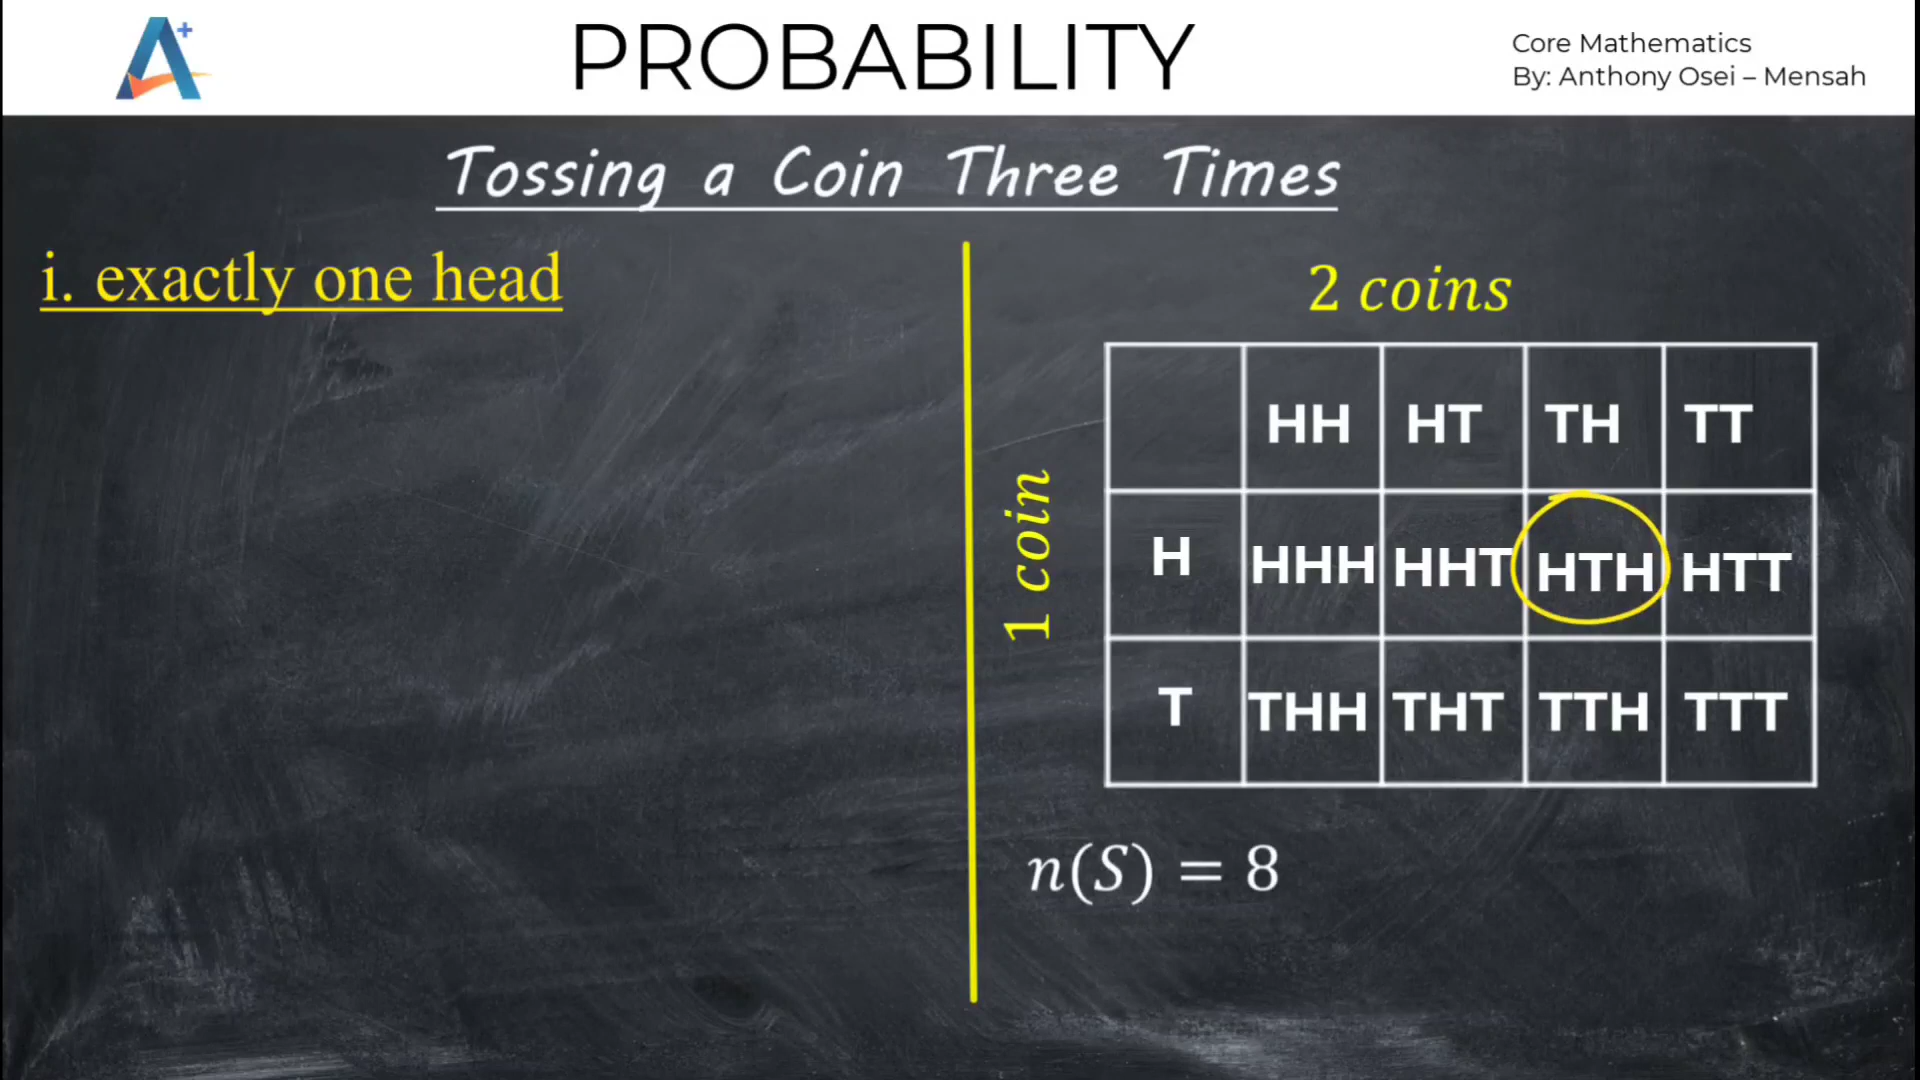 A+
PROBABILITY
Core Mathematics
By: Anthony Osei – Mensah
Tossing a Coin Three Times
i. exactly one head
2 coins
1 coin
HH HT TH TT
H HHH HHT HTH HTT
T THH THT TTH TTT
n(S) = 8